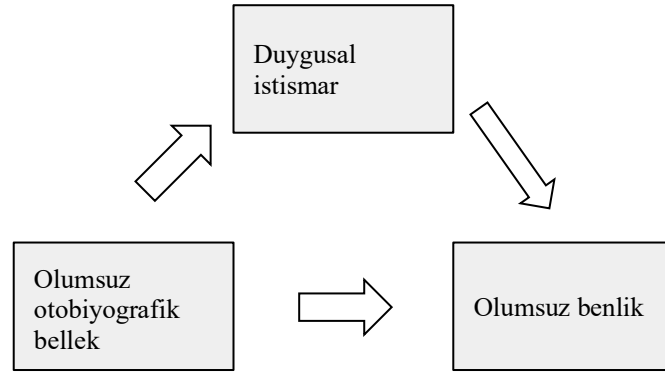 Duygusal
istismar
Olumsuz
otobiyografik
bellek
Olumsuz benlik